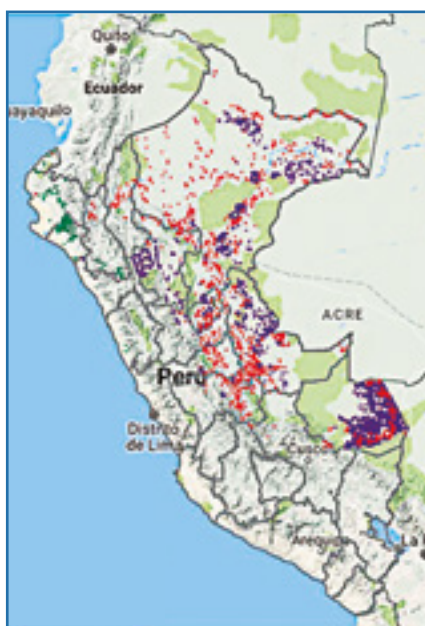 Quito
Ecuador
ayaquilo
ACRE
Perú
Distrito
de Lima
Cusco
Arequipa
La